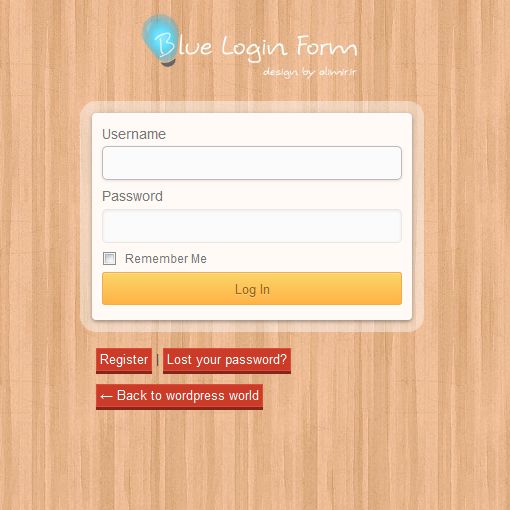 Blue Login Form
design by alimir.ir
Username
Password
Remember Me
Log In
Register | Lost your password?
← Back to wordpress world